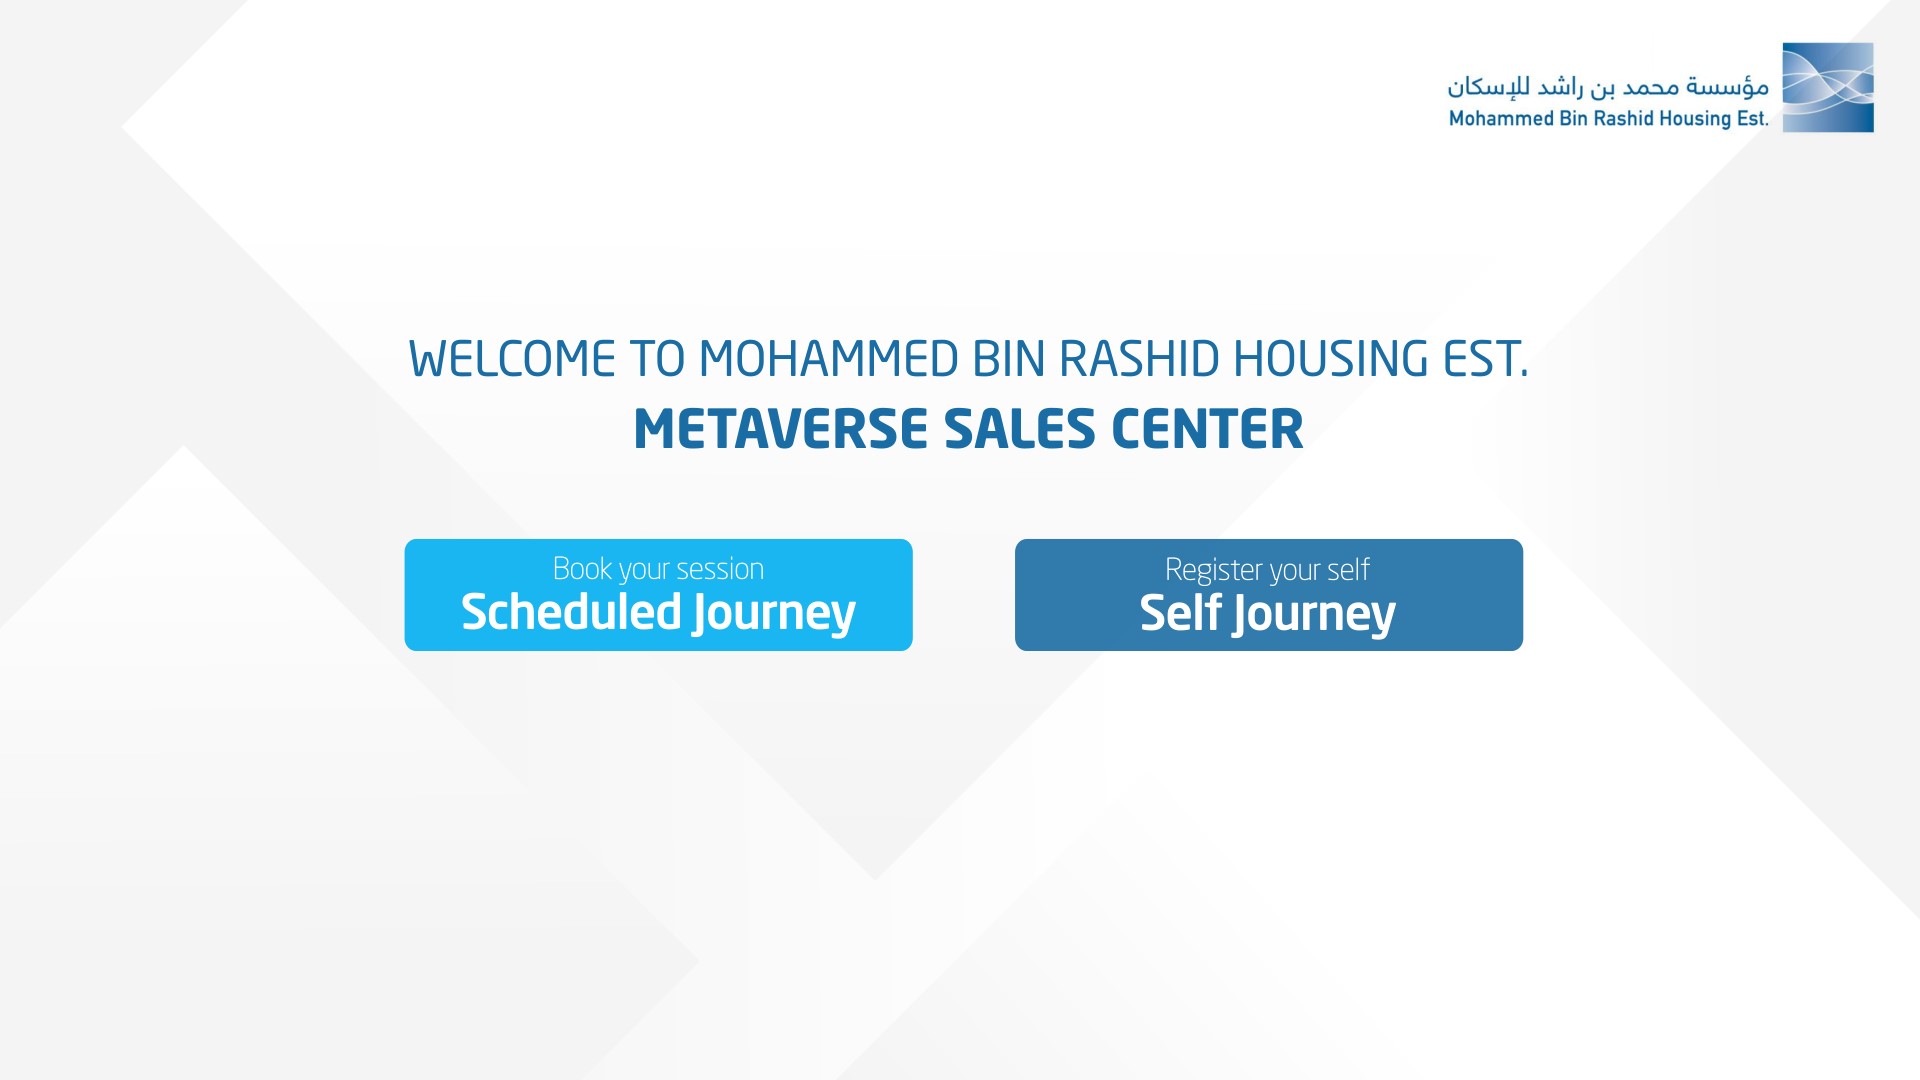 مؤسسة محمد بن راشد للإسكان
Mohammed Bin Rashid Housing Est.
WELCOME TO MOHAMMED BIN RASHID HOUSING EST.
METAVERSE SALES CENTER
Book your session
Scheduled Journey
Register your self
Self Journey